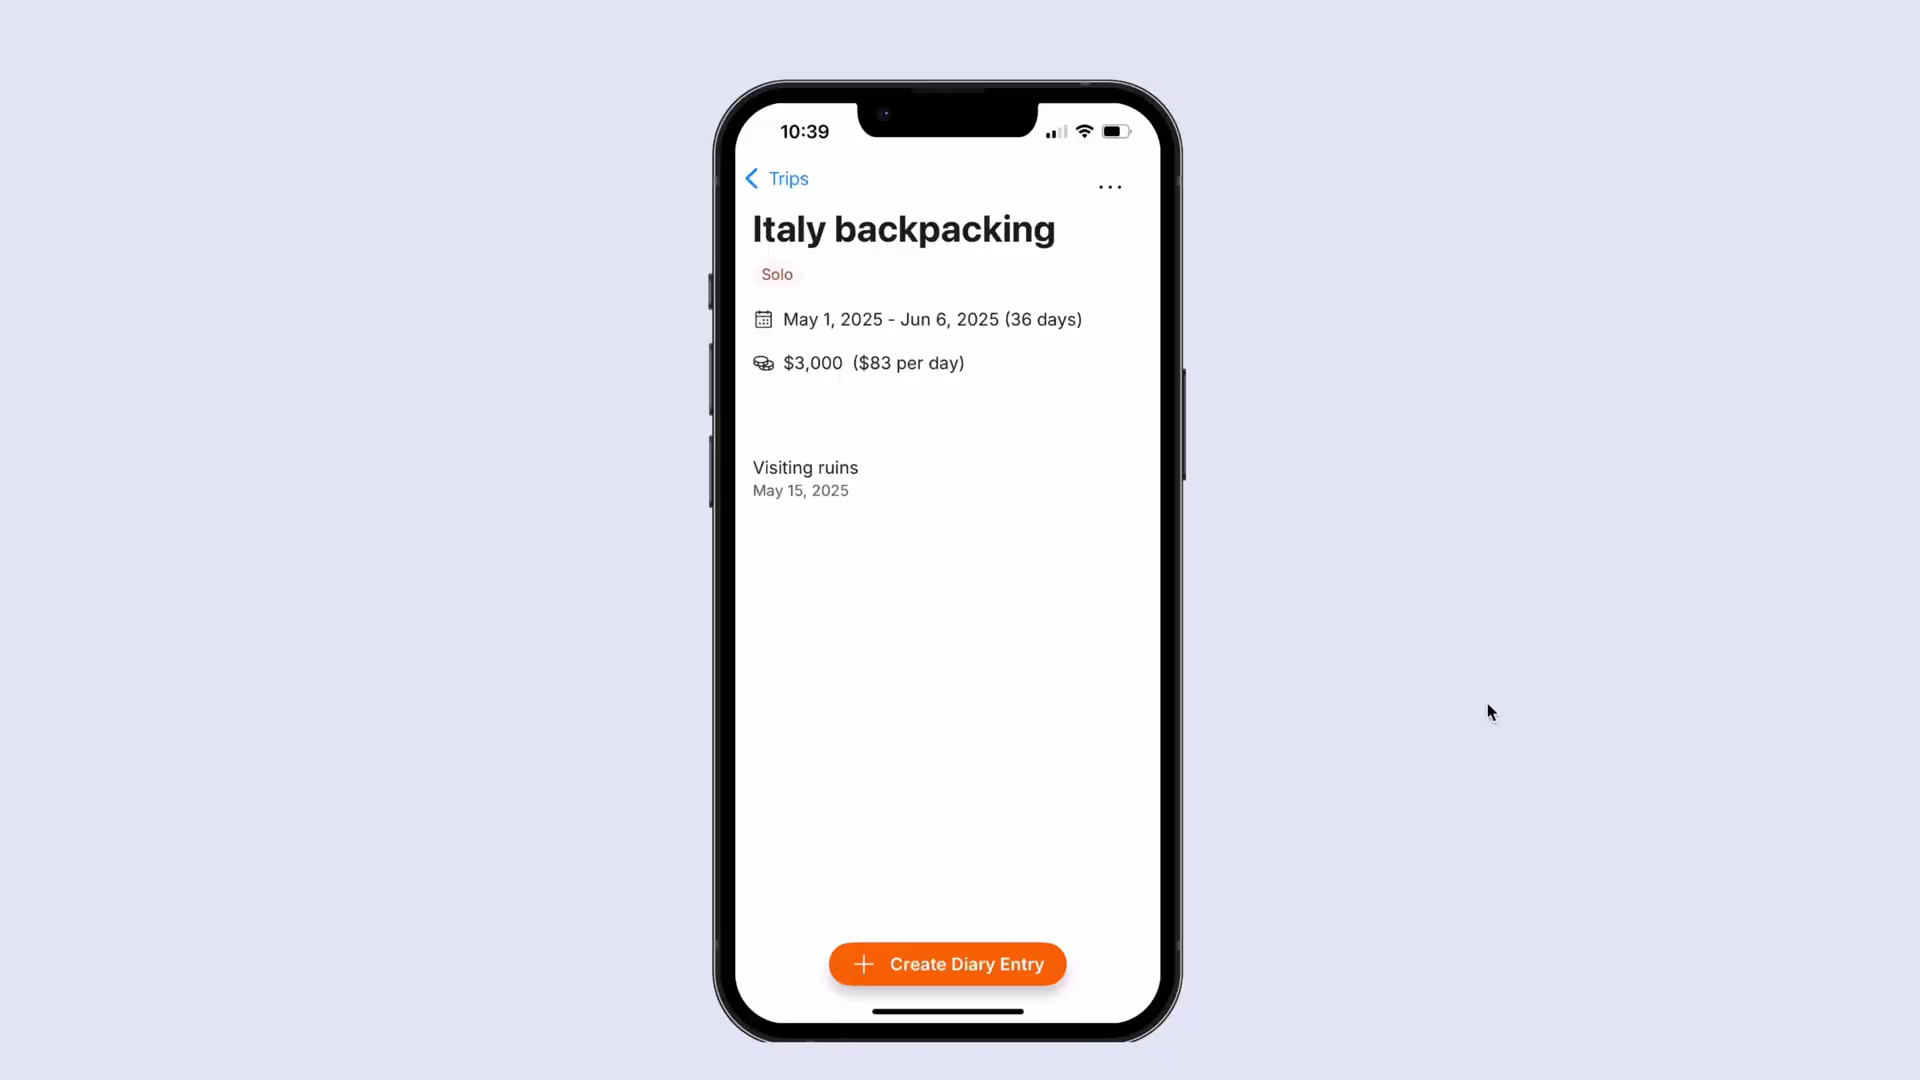 10:39
Trips
Italy backpacking
Solo
May 1, 2025 - Jun 6, 2025 (36 days)
$3,000 ($83 per day)
Visiting ruins
May 15, 2025
Create Diary Entry